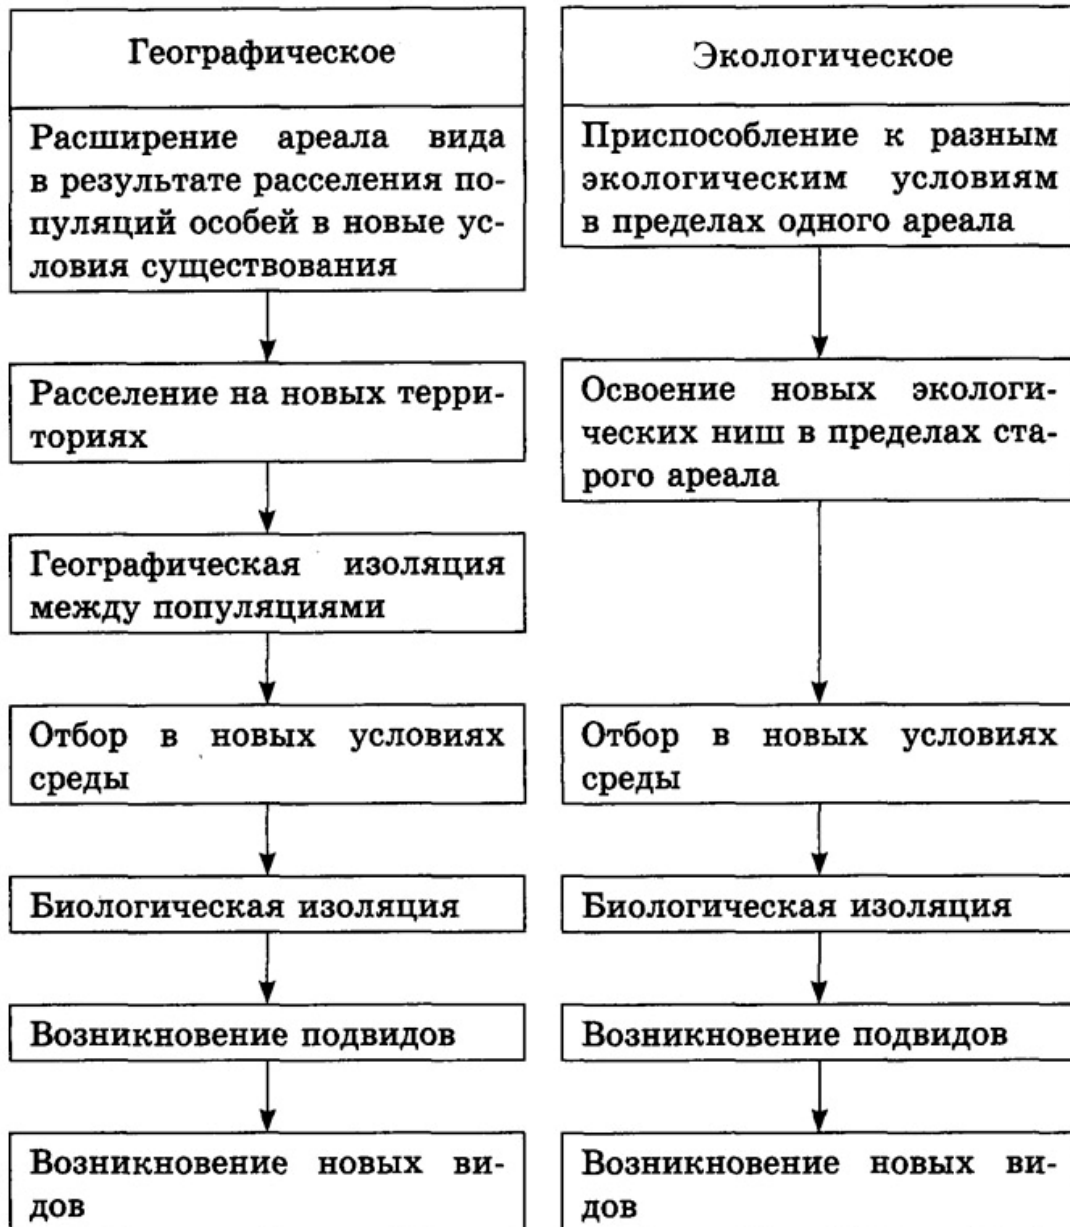 Географическое
Расширение ареала вида
в результате расселения по-
пуляций особей в новые ус-
ловия существования
Расселение на новых терри-
ториях
Географическая изоляция
между популяциями
Отбор в новых условиях
среды
Биологическая изоляция
Возникновение подвидов
Возникновение новых ви-
дов
Экологическое
Приспособление к разным
экологическим условиям
в пределах одного ареала
Освоение новых экологи-
ческих ниш в пределах ста-
рого ареала
Отбор в новых условиях
среды
Биологическая изоляция
Возникновение подвидов
Возникновение новых ви-
дов